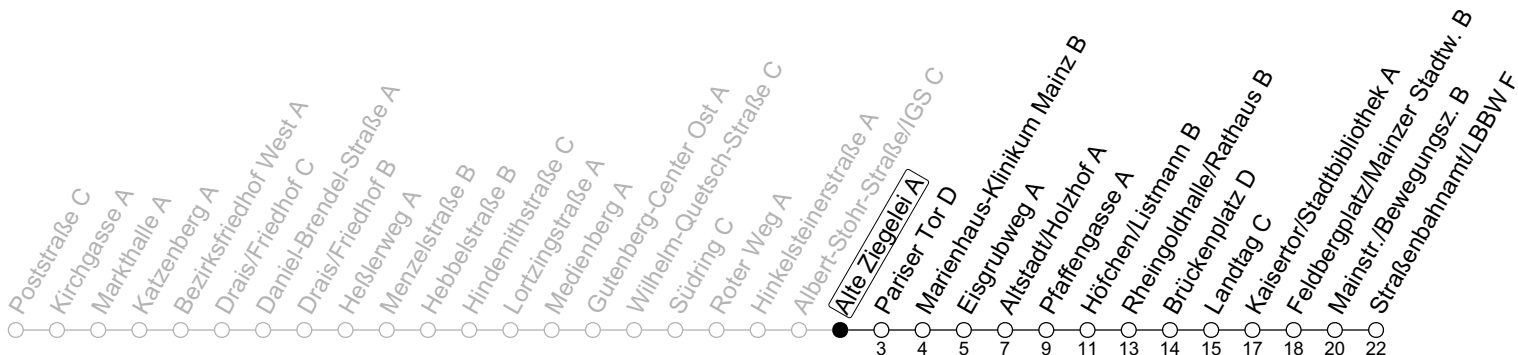 Poststraße C
Kirchgasse A
Markthalle A
Katzenberg A
Bezirksfriedhof West A
Drais/Friedhof C
Daniel-Brendel-Straße A
Drais/Friedhof B
Heßlerweg A
Menzelstraße B
Hebbelstraße B
Hindemithstraße C
Lortzingstraße A
Medienberg A
Gutenberg-Center Ost A
Wilhelm-Quetsch-Straße C
Südring C
Roter Weg A
Hinkelsteinerstraße A
Albert-Stohr-Straße/IGS C
Alte Ziegelei A
Pariser Tor D
Marienhaus-Klinikum Mainz B
Eisgrubweg A
Altstadt/Holzhof A
Pfaffengasse A
Höfchen/Listmann B
Rheingoldhalle/Rathaus B
Brückenplatz D
Landtag C
Kaisertor/Stadtbibliothek A
Feldbergplatz/Mainzer Stadtw. B
Mainstr./Bewegungsz. B
Straßenbahnamt/LBBW F
3 4 5 7 9 11 13 14 15 17 18 20 22